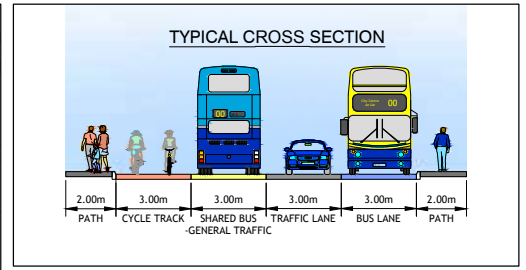 TYPICAL CROSS SECTION
00
00
2.00m 3.00m 3.00m 3.00m 3.00m 2.00m
PATH CYCLE TRACK SHARED BUS TRAFFIC LANE BUS LANE PATH
-GENERAL TRAFFIC